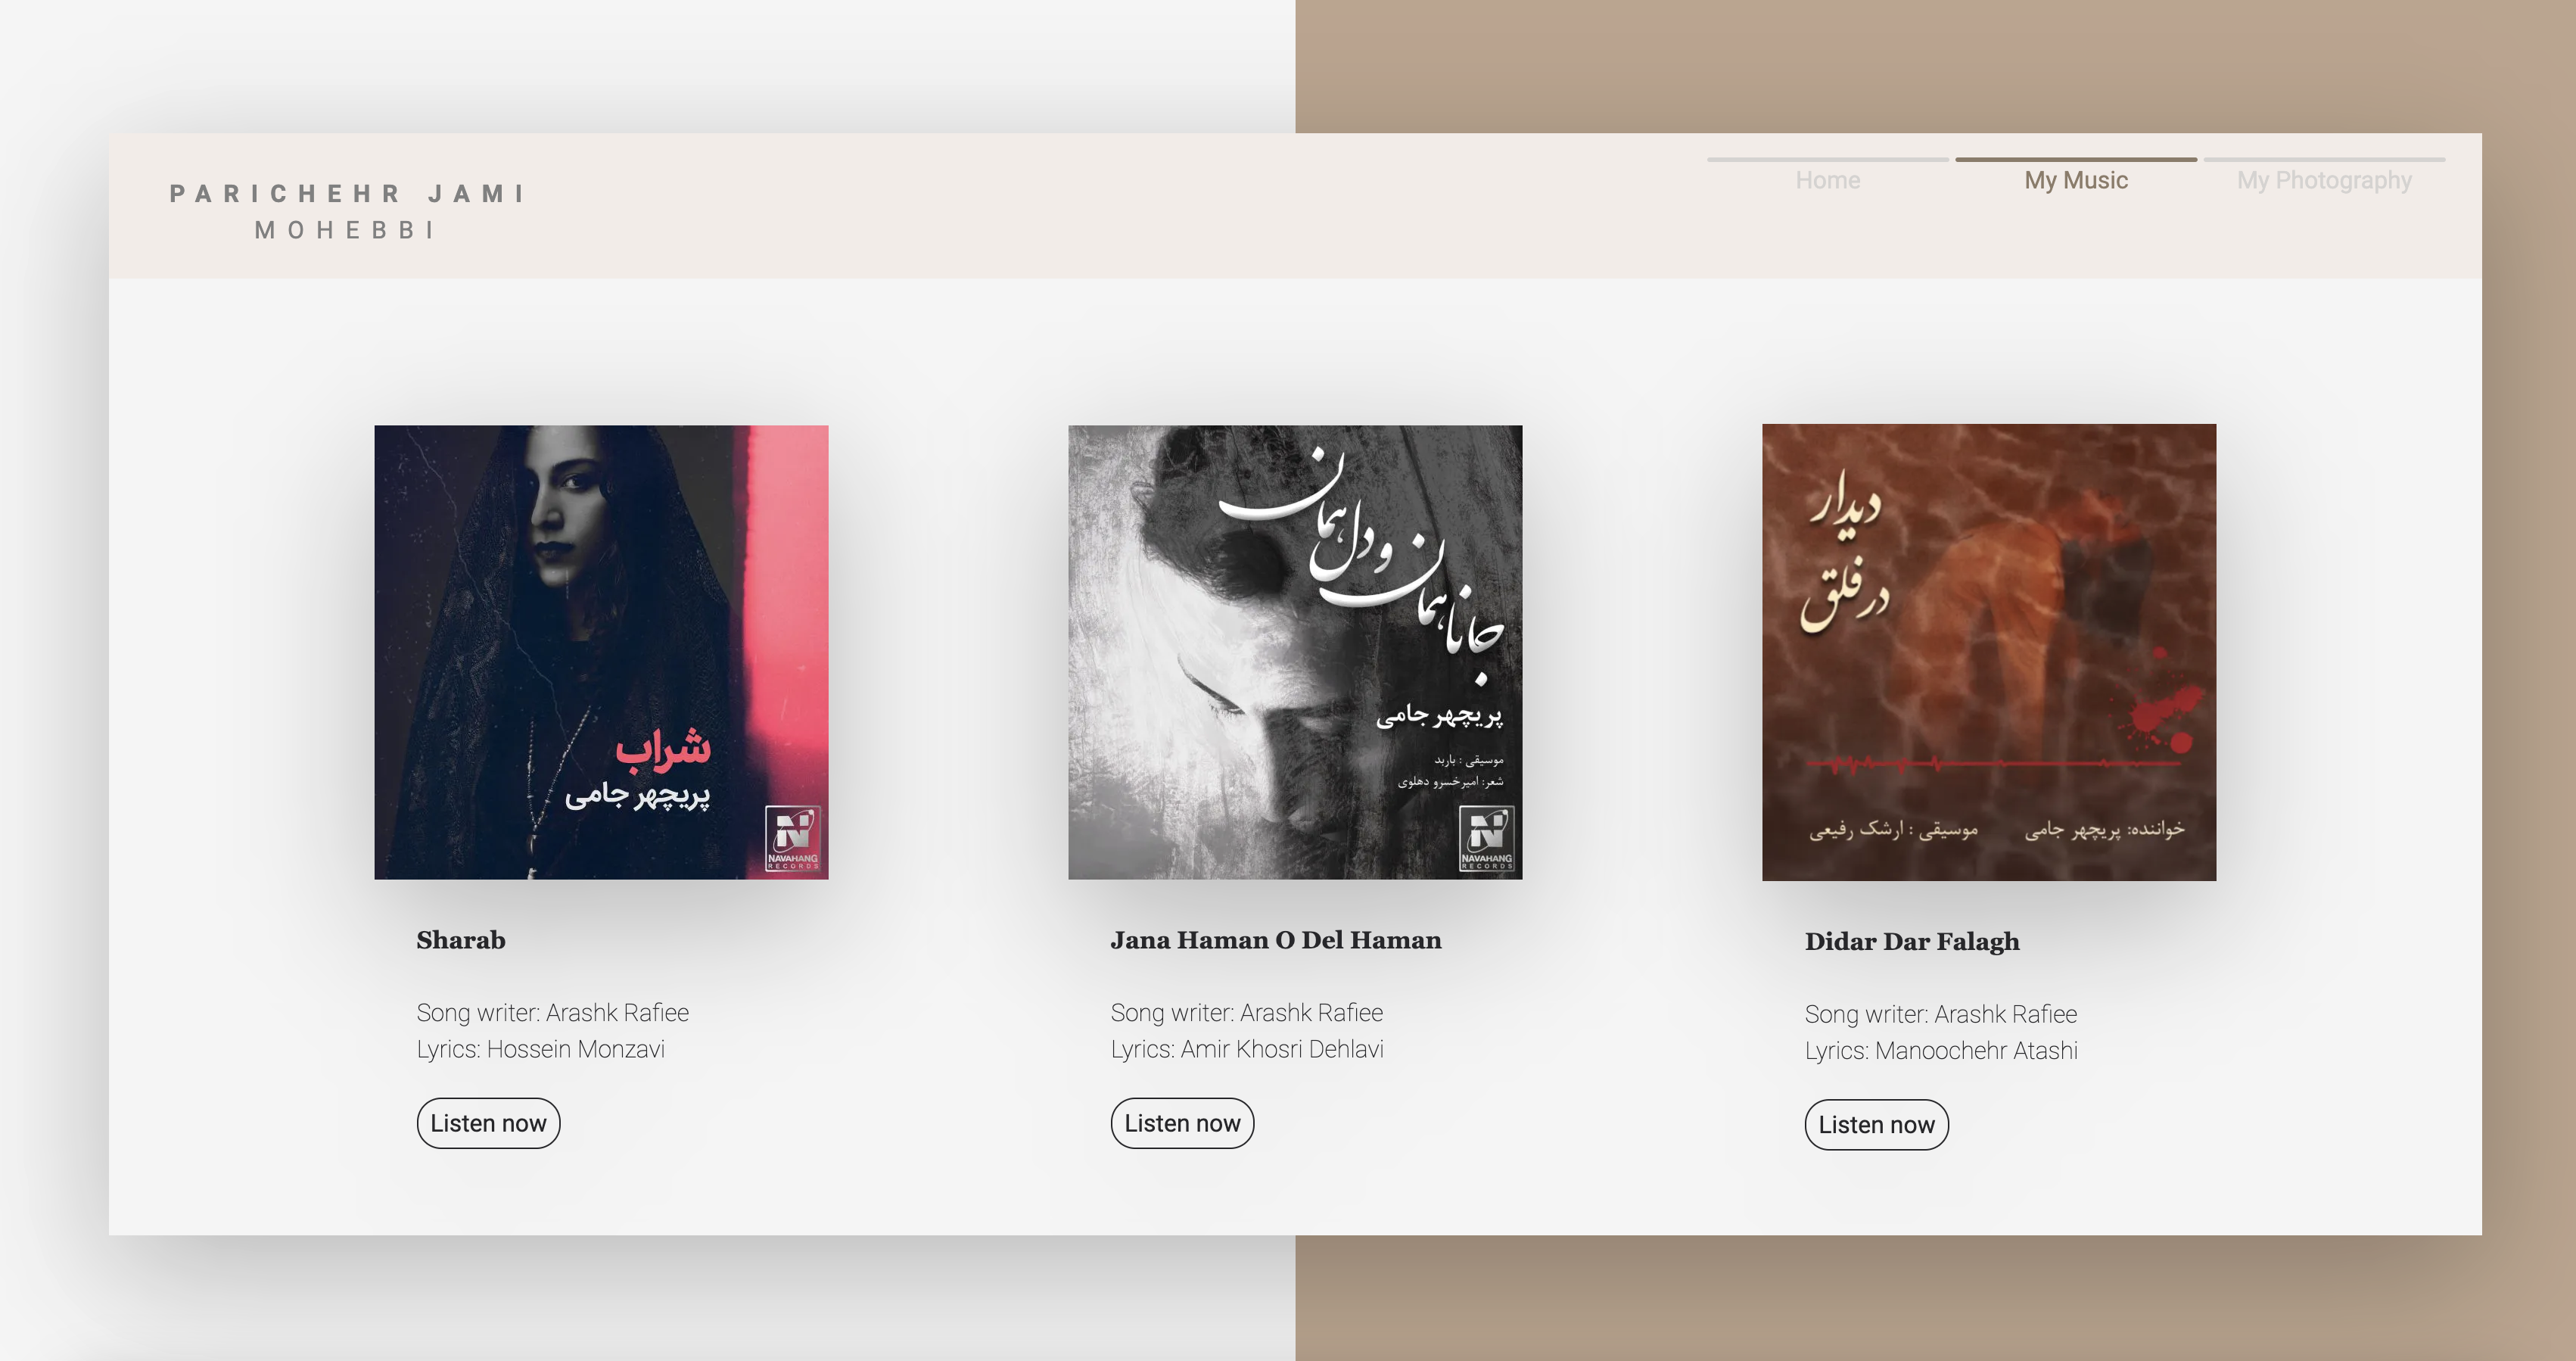 PARICHEHR JAMI
MOHEBBI
Home
My Music
My Photography
شراب
پریچهر جامی
NAVAHANG
RECORDS
جانا همان
و دل همان
پریچهر جامی
موسیقی : باربد
شعر: امیرخسرو دهلوی
NAVAHANG
RECORDS
دیدار
در فلق
خواننده: پریچهر جامی
موسیقی : ارشک رفیعی
Sharab
Song writer: Arashk Rafiee
Lyrics: Hossein Monzavi
Listen now
Jana Haman O Del Haman
Song writer: Arashk Rafiee
Lyrics: Amir Khosri Dehlavi
Listen now
Didar Dar Falagh
Song writer: Arashk Rafiee
Lyrics: Manoochehr Atashi
Listen now